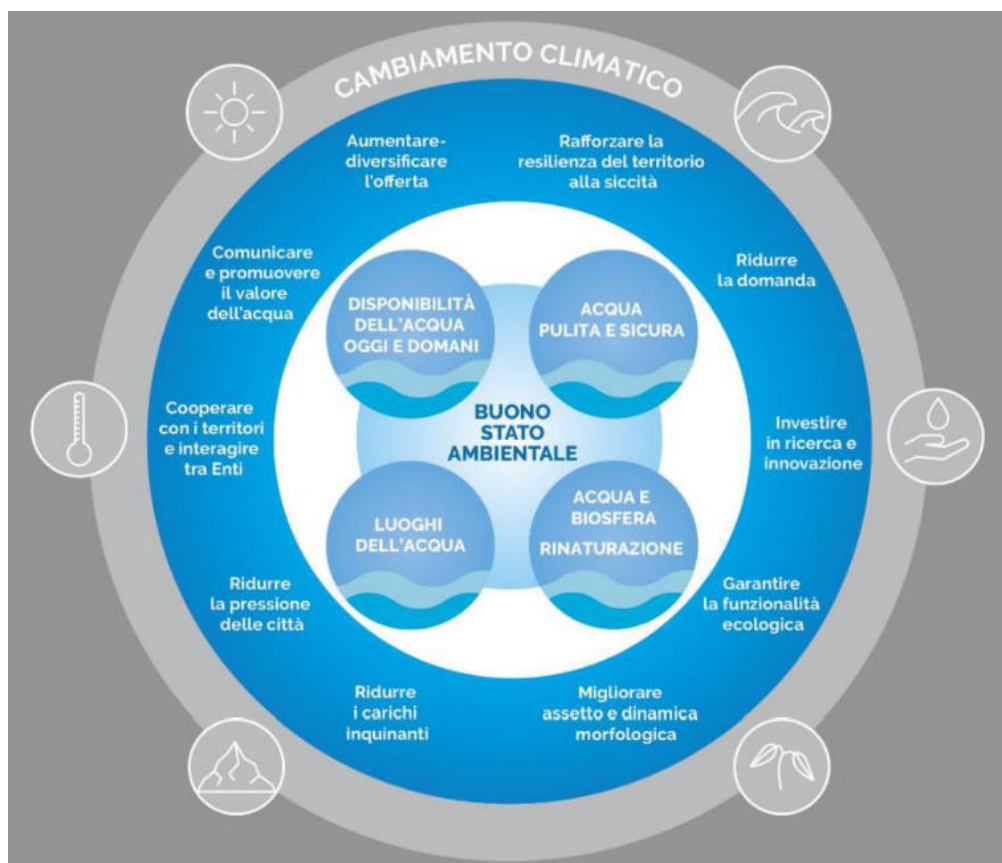 CAMBIAMENTO CLIMATICO
Aumentare-
diversificare
l'offerta
Rafforzare la
resilienza del territorio
alla siccità
Comunicare
e promuovere
il valore
dell'acqua
Ridurre
la domanda
DISPONIBILITÀ
DELL'ACQUA
OGGI E DOMANI
ACQUA
PULITA E SICURA
Cooperare
con i territori
e interagire
tra Enti
BUONO
STATO
AMBIENTALE
Investire
in ricerca e
innovazione
LUOGHI
DELL'ACQUA
ACQUA E
BIOSFERA
RINATURAZIONE
Ridurre
la pressione
delle città
Garantire
la funzionalità
ecologica
Ridurre
i carichi
inquinanti
Migliorare
assetto e dinamica
morfologica